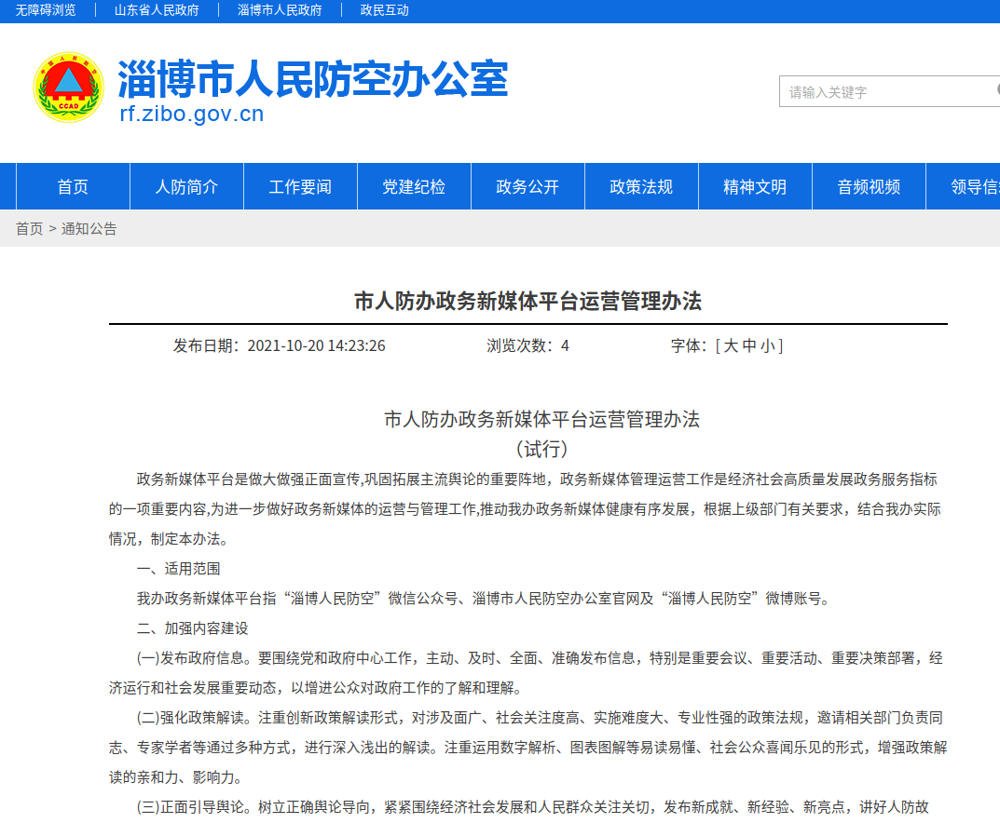 无障碍浏览 | 山东省人民政府 | 淄博市人民政府 | 政民互动
中国人民防空
CCAD
淄博市人民防空办公室
rf.zibo.gov.cn
请输入关键字
首页 人防简介 工作要闻 党建纪检 政务公开 政策法规 精神文明 音频视频 领导信
首页 > 通知公告
市人防办政务新媒体平台运营管理办法
发布日期：2021-10-20 14:23:26 浏览次数：4 字体：[ 大 中 小 ]
市人防办政务新媒体平台运营管理办法
（试行）
政务新媒体平台是做大做强正面宣传,巩固拓展主流舆论的重要阵地，政务新媒体管理运营工作是经济社会高质量发展政务服务指标
的一项重要内容,为进一步做好政务新媒体的运营与管理工作,推动我办政务新媒体健康有序发展，根据上级部门有关要求，结合我办实际
情况，制定本办法。
一、适用范围
我办政务新媒体平台指“淄博人民防空”微信公众号、淄博市人民防空办公室官网及“淄博人民防空”微博账号。
二、加强内容建设
(一)发布政府信息。要围绕党和政府中心工作，主动、及时、全面、准确发布信息，特别是重要会议、重要活动、重要决策部署，经
济运行和社会发展重要动态，以增进公众对政府工作的了解和理解。
(二)强化政策解读。注重创新政策解读形式，对涉及面广、社会关注度高、实施难度大、专业性强的政策法规，邀请相关部门负责同
志、专家学者等通过多种方式，进行深入浅出的解读。注重运用数字解析、图表图解等易读易懂、社会公众喜闻乐见的形式，增强政策解
读的亲和力、影响力。
(三)正面引导舆论。树立正确舆论导向，紧紧围绕经济社会发展和人民群众关注关切，发布新成就、新经验、新亮点，讲好人防故